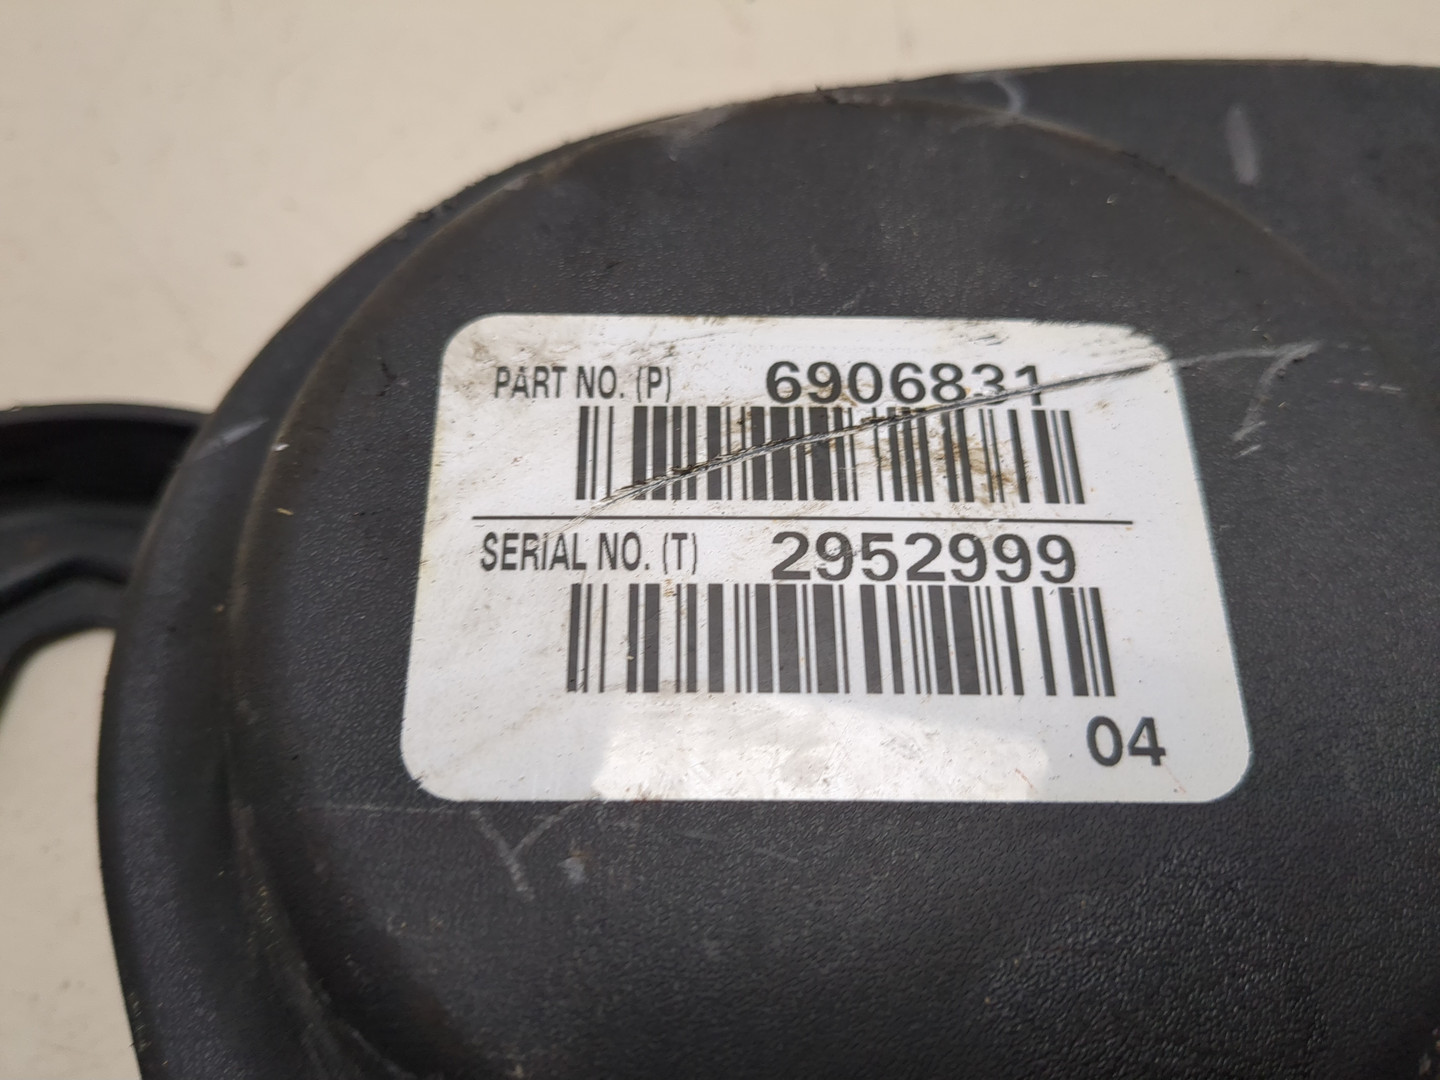 PART NO. (P) 6906831
SERIAL NO. (T) 2952999
04